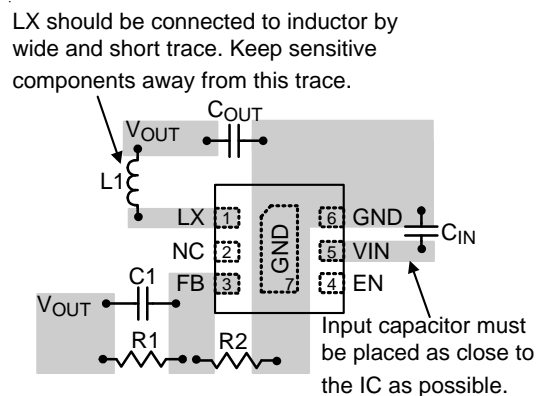 LX should be connected to inductor by
wide and short trace. Keep sensitive
components away from this trace.
COUT
VOUT
L1
LX 1
6 GND
CIN
NC 2
GND
5 VIN
FB 3
7
4 EN
C1
VOUT
R1
R2
Input capacitor must
be placed as close to
the IC as possible.